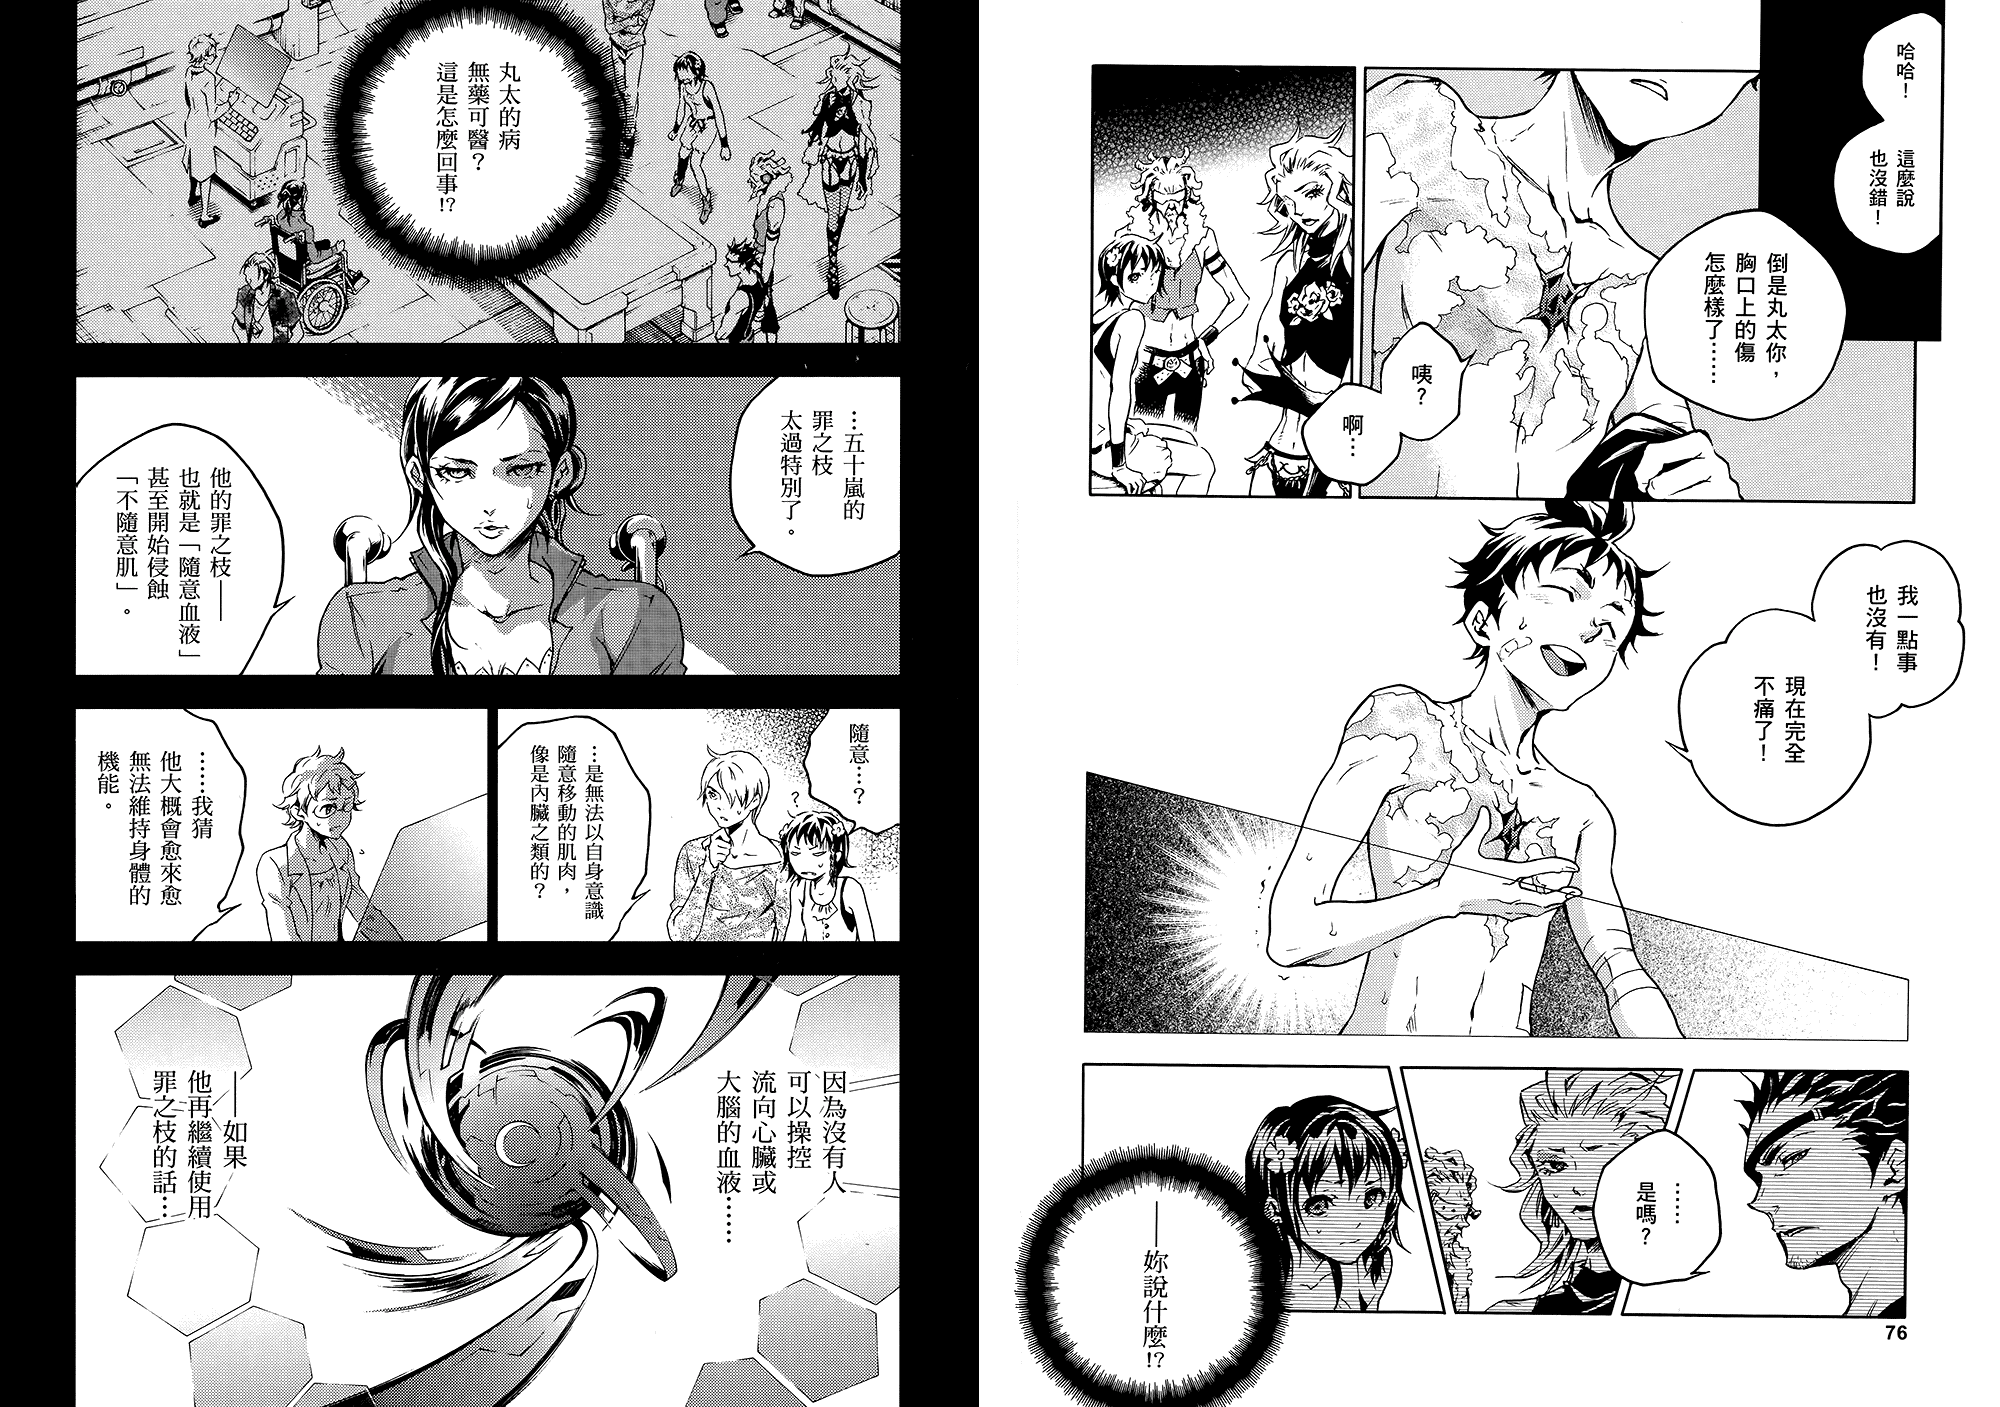 哈哈！
這麼說
也沒錯！
倒是丸太你，
胸口上的傷
怎麼樣了……
咦？
啊…
我一點事
也沒有！
現在完全
不痛了！
……
是嗎？
——妳說什麼!?
76
丸太的病
無藥可醫？
這是怎麼回事!?
…五十嵐的
罪之枝
太過特別了。
他的罪之枝——
也就是「隨意血液」
甚至開始侵蝕
「不隨意肌」。
隨意…？
?
…是無法以自身意識
隨意移動的肌肉，
像是內臟之類的？
……我猜
他大概會愈來愈
無法維持身體的
機能。
因為沒有人
可以操控
流向心臟或
大腦的血液……
——如果
他再繼續使用
罪之枝的話…